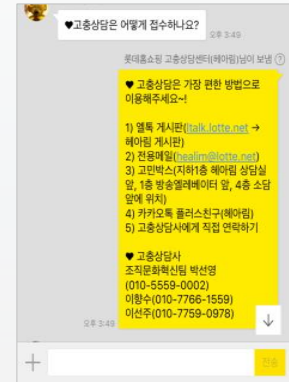 ♥고충상담은 어떻게 접수하나요?
오후 3:49
롯데홈쇼핑 고충상담센터(헤아림)님이 보냄 ?
♥ 고충상담은 가장 편한 방법으로
이용해주세요~!
1) 엘톡 게시판(ltalk.lotte.net →
헤아림 게시판)
2) 전용메일(healim@lotte.net)
3) 고민박스(지하1층 헤아림 상담실
앞, 1층 방송엘레베이터 앞, 4층 소담
앞에 위치)
4) 카카오톡 플러스친구(헤아림)
5) 고충상담사에게 직접 연락하기
♥ 고충상담사
조직문화혁신팀 박선영
(010-5559-0002)
이향수(010-7766-1559)
이선주(010-7759-0978)
오후 3:49
전송